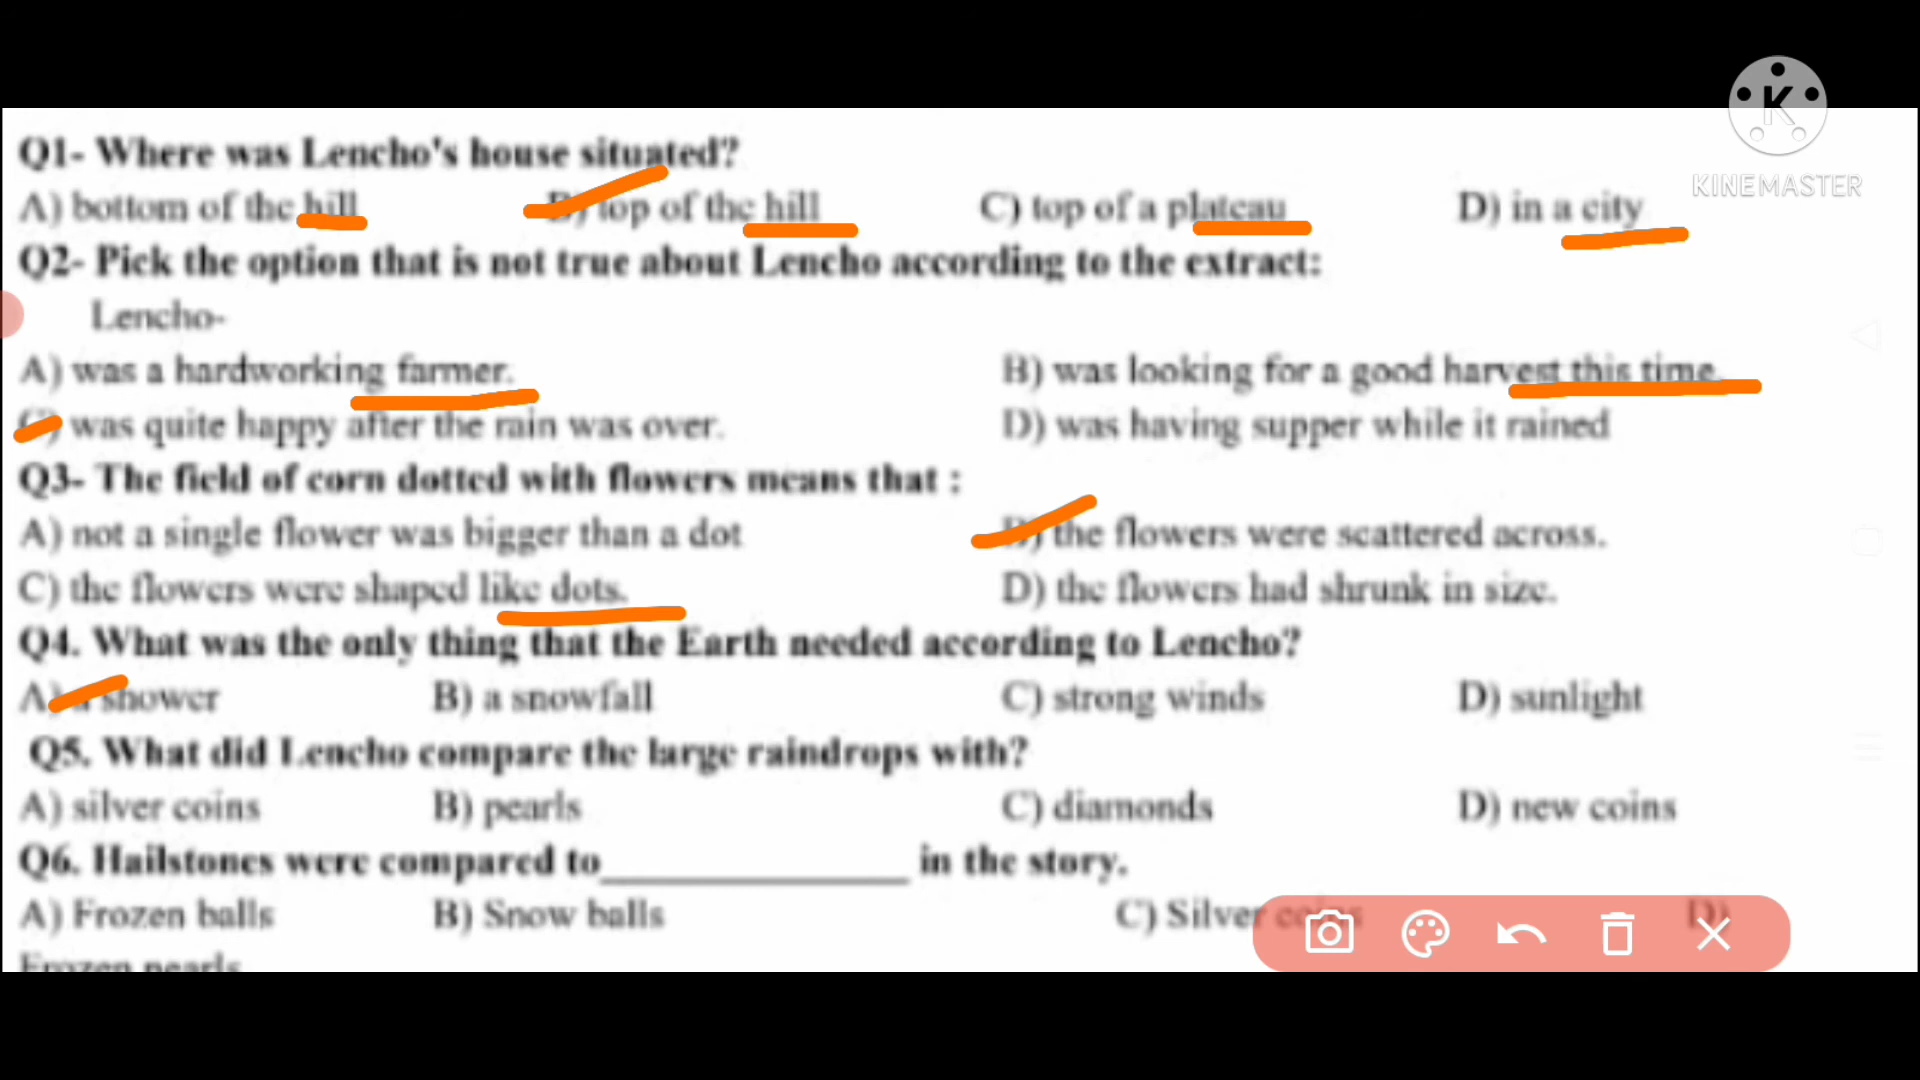 KINEMASTER
Q1- Where was Lencho's house situated?
A) bottom of the hill B) top of the hill C) top of a plateau D) in a city
Q2- Pick the option that is not true about Lencho according to the extract:
Lencho-
A) was a hardworking farmer. B) was looking for a good harvest this time.
C) was quite happy after the rain was over. D) was having supper while it rained
Q3- The field of corn dotted with flowers means that :
A) not a single flower was bigger than a dot B) the flowers were scattered across.
C) the flowers were shaped like dots. D) the flowers had shrunk in size.
Q4. What was the only thing that the Earth needed according to Lencho?
A) a shower B) a snowfall C) strong winds D) sunlight
Q5. What did Lencho compare the large raindrops with?
A) silver coins B) pearls C) diamonds D) new coins
Q6. Hailstones were compared to_______________ in the story.
A) Frozen balls B) Snow balls C) Silver coins D)
Frozen pearls